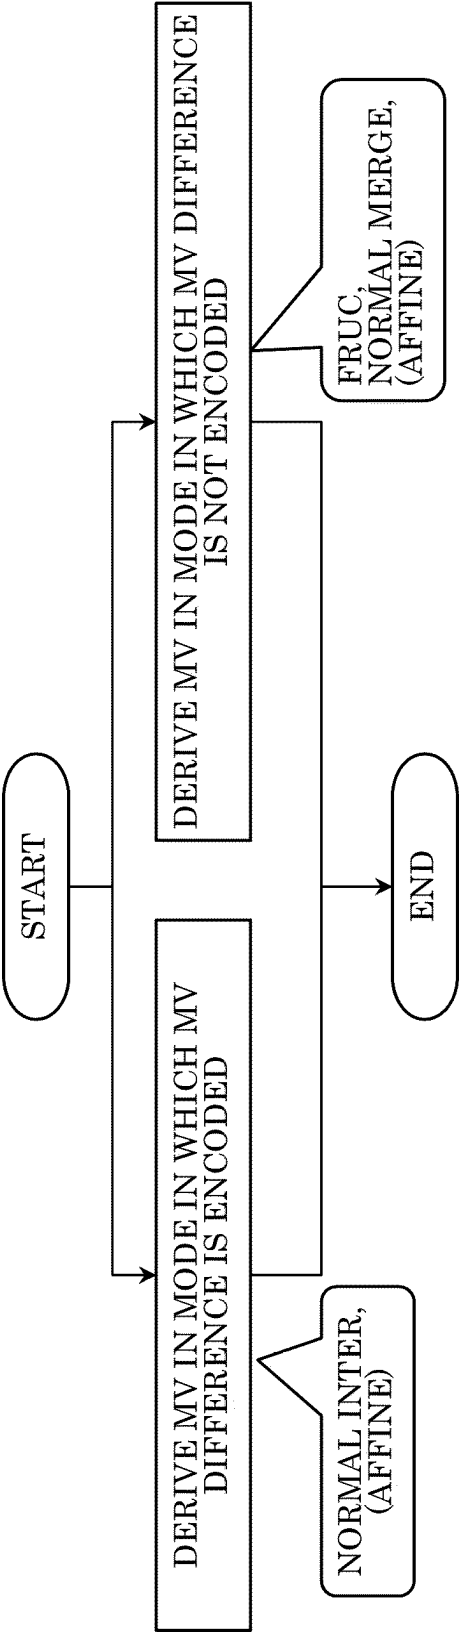 START
DERIVE MV IN MODE IN WHICH MV
DIFFERENCE IS ENCODED
DERIVE MV IN MODE IN WHICH MV DIFFERENCE
IS NOT ENCODED
NORMAL INTER,
(AFFINE)
FRUC,
NORMAL MERGE,
(AFFINE)
END